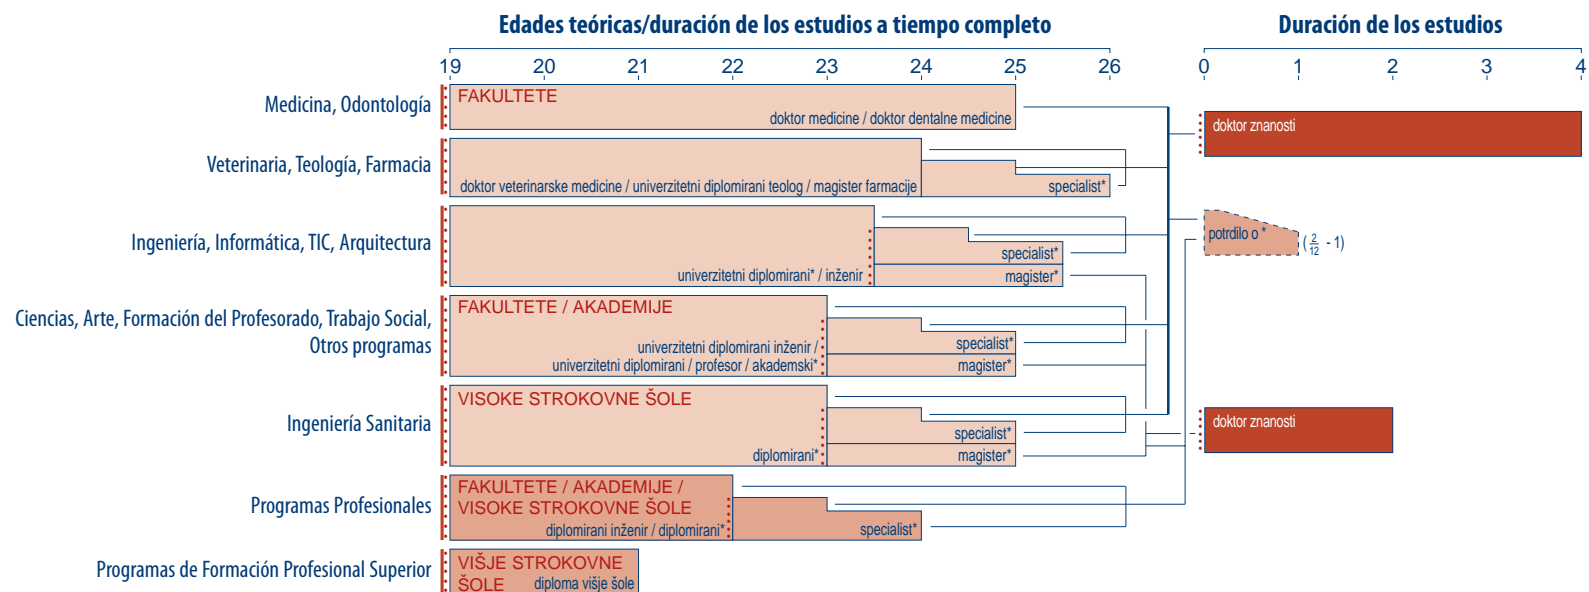 Edades teóricas/duración de los estudios a tiempo completo
Duración de los estudios
19 20 21 22 23 24 25 26
0 1 2 3 4
Medicina, Odontología
FAKULTETE
doktor medicine / doktor dentalne medicine
doktor znanosti
Veterinaria, Teología, Farmacia
doktor veterinarske medicine / univerzitetni diplomirani teolog / magister farmacije
specialist*
Ingeniería, Informática, TIC, Arquitectura
univerzitetni diplomirani* / inženir
specialist*
magister*
potrdilo o *
( 2/12 - 1)
Ciencias, Arte, Formación del Profesorado, Trabajo Social,
Otros programas
FAKULTETE / AKADEMIJE
univerzitetni diplomirani inženir /
univerzitetni diplomirani / profesor / akademski*
specialist*
magister*
Ingeniería Sanitaria
VISOKE STROKOVNE ŠOLE
diplomirani*
specialist*
magister*
doktor znanosti
Programas Profesionales
FAKULTETE / AKADEMIJE /
VISOKE STROKOVNE ŠOLE
diplomirani inženir / diplomirani*
specialist*
Programas de Formación Profesional Superior
VIŠJE STROKOVNE
ŠOLE
diploma višje šole